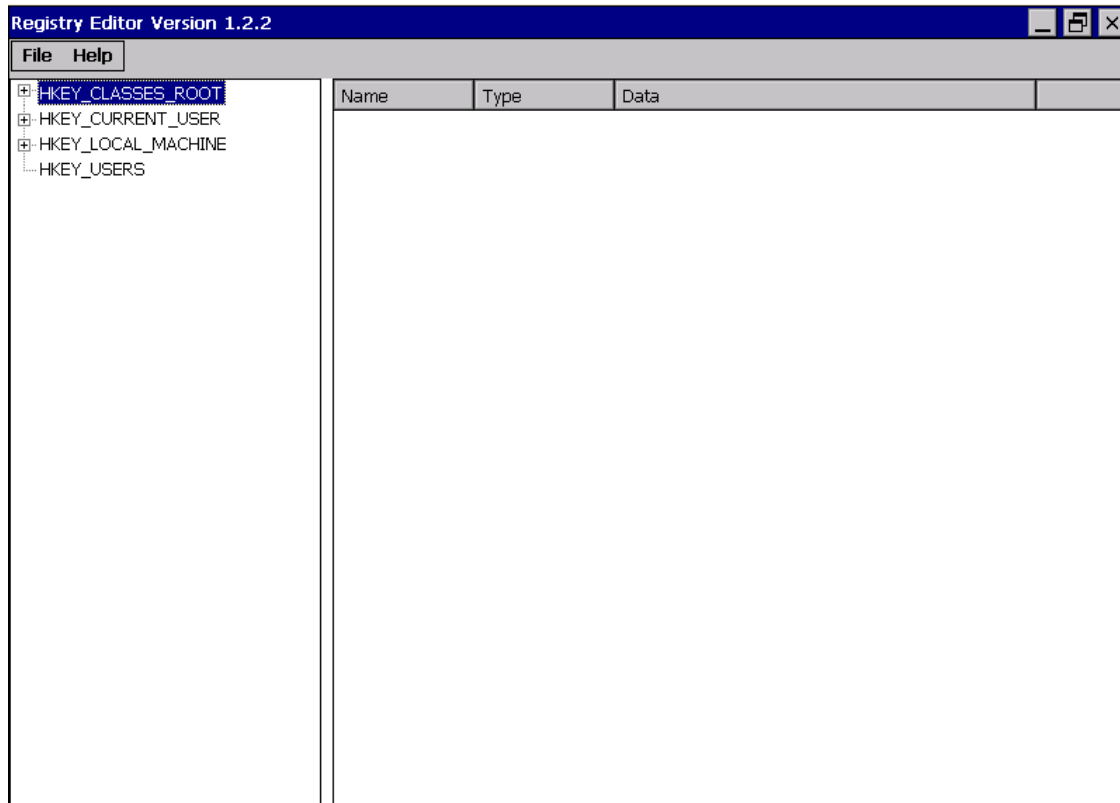 Registry Editor Version 1.2.2
File Help
HKEY_CLASSES_ROOT
HKEY_CURRENT_USER
HKEY_LOCAL_MACHINE
HKEY_USERS
Name Type Data